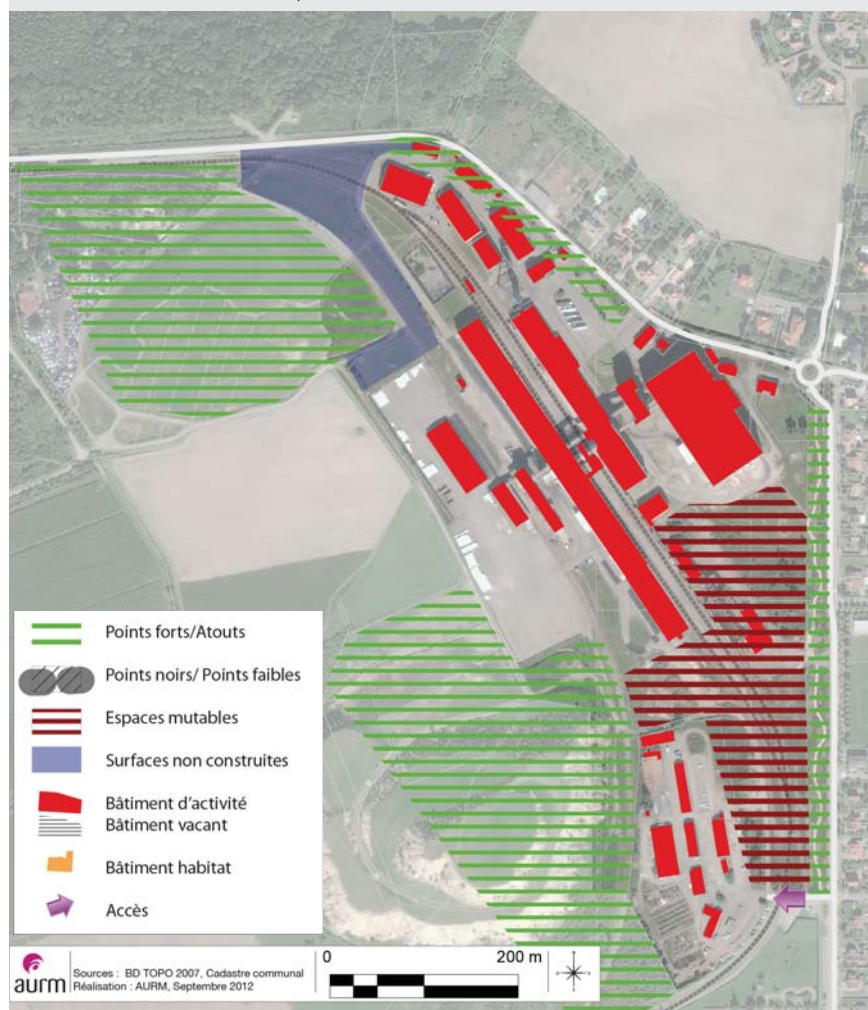 Points forts/Atouts
Points noirs/ Points faibles
Espaces mutables
Surfaces non construites
Bâtiment d'activité
Bâtiment vacant
Bâtiment habitat
Accès
aurm
Sources : BD TOPO 2007, Cadastre communal
Réalisation : AURM, Septembre 2012
0 200 m